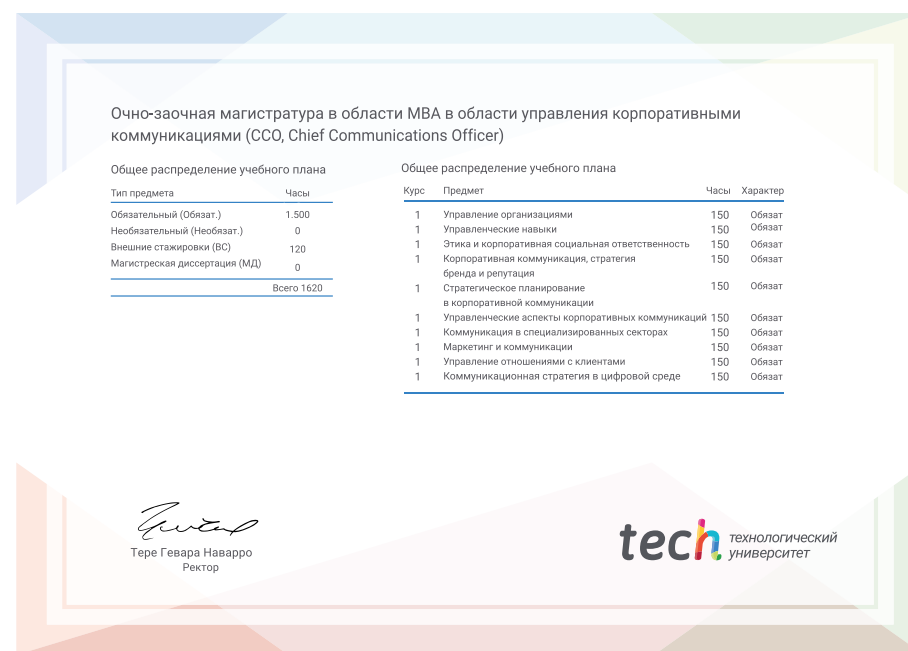 Очно-заочная магистратура в области MBA в области управления корпоративными
коммуникациями (CCO, Chief Communications Officer)
Общее распределение учебного плана
Тип предмета Часы
Обязательный (Обязат.) 1.500
Необязательный (Необязат.) 0
Внешние стажировки (ВС) 120
Магистреская диссертация (МД) 0
Всего 1620
Общее распределение учебного плана
Курс Предмет Часы Характер
1 Управление организациями 150 Обязат
1 Управленческие навыки 150 Обязат
1 Этика и корпоративная социальная ответственность 150 Обязат
1 Корпоративная коммуникация, стратегия 150 Обязат
бренда и репутация
1 Стратегическое планирование 150 Обязат
в корпоративной коммуникации
1 Управленческие аспекты корпоративных коммуникаций 150 Обязат
1 Коммуникация в специализированных секторах 150 Обязат
1 Маркетинг и коммуникации 150 Обязат
1 Управление отношениями с клиентами 150 Обязат
1 Коммуникационная стратегия в цифровой среде 150 Обязат
Тере Гевара Наварро
Ректор
tech технологический
университет